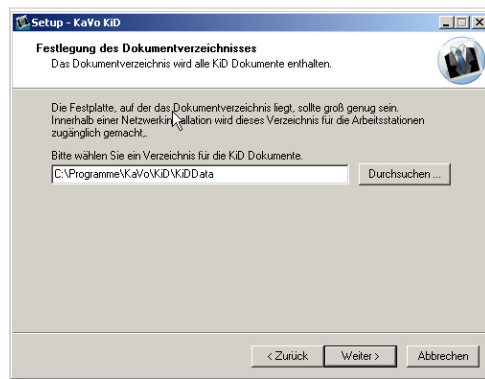 Setup - KaVo KiD
Festlegung des Dokumentverzeichnisses
Das Dokumentverzeichnis wird alle KiD Dokumente enthalten.
Die Festplatte, auf der das Dokumentverzeichnis liegt, sollte groß genug sein.
Innerhalb einer Netzwerkinstallation wird dieses Verzeichnis für die Arbeitsstationen
zugänglich gemacht,.
Bitte wählen Sie ein Verzeichnis für die KiD Dokumente.
C:\Programme\KaVo\KiD\KiDData
Durchsuchen ...
< Zurück
Weiter >
Abbrechen